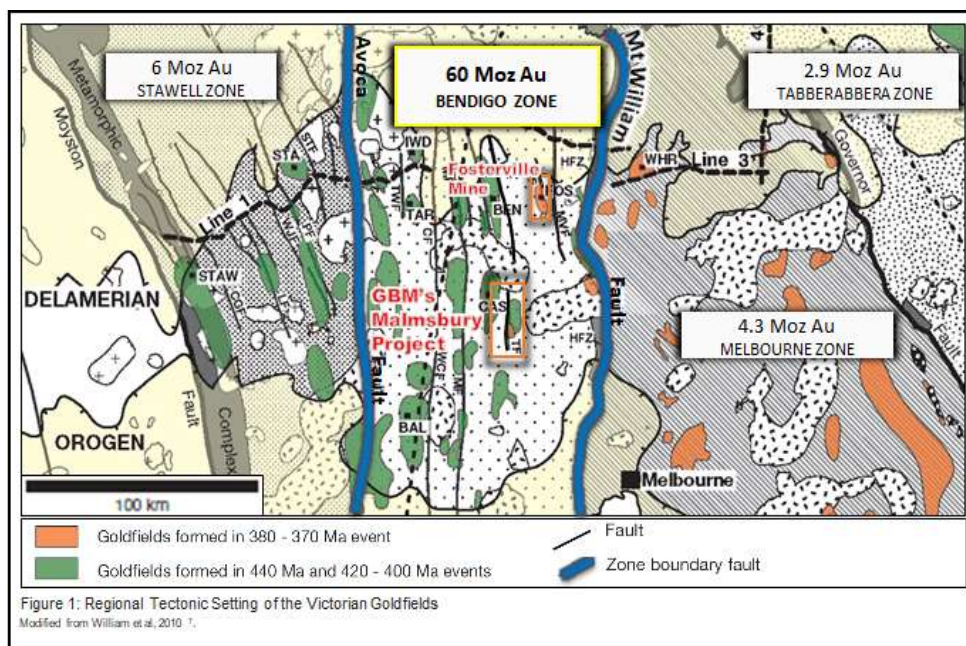 6 Moz Au
STAWELL ZONE
60 Moz Au
BENDIGO ZONE
2.9 Moz Au
TABBERABBERA ZONE
4.3 Moz Au
MELBOURNE ZONE
Metamorphic
Moyston
Avoca
Mt William
Governor
Line 1
Line 3
4
STA
STF
IWD
TAR
CF
Fosterville
Mine
BEN
HFZ
WHR
STAW
DELAMERIAN
GBM's
Malmsbury
Project
TF
HFZ
Fault
Fault
Fault
BAL
Fault
Complex
OROGEN
Melbourne
100 km
Goldfields formed in 380 - 370 Ma event
Goldfields formed in 440 Ma and 420 - 400 Ma events
Fault
Zone boundary fault
Figure 1: Regional Tectonic Setting of the Victorian Goldfields
Modified from William et al, 2010 7.